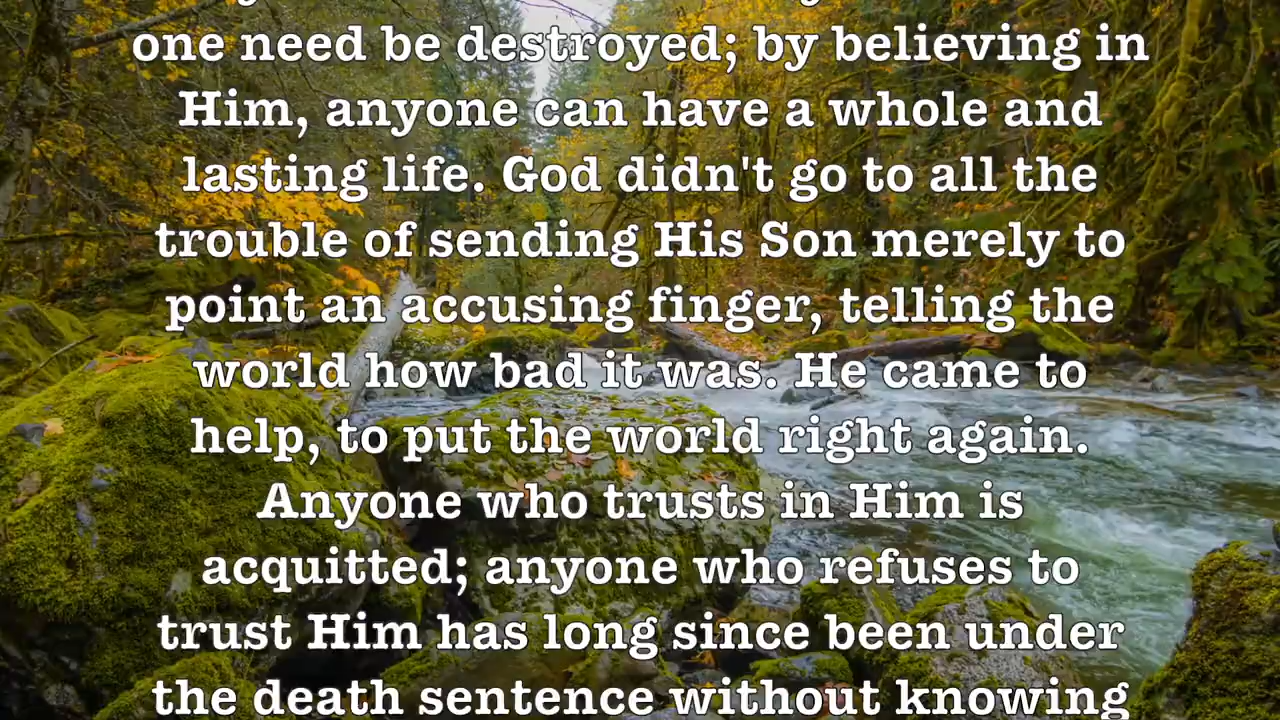 one need be destroyed; by believing in
Him, anyone can have a whole and
lasting life. God didn't go to all the
trouble of sending His Son merely to
point an accusing finger, telling the
world how bad it was. He came to
help, to put the world right again.
Anyone who trusts in Him is
acquitted; anyone who refuses to
trust Him has long since been under
the death sentence without knowing